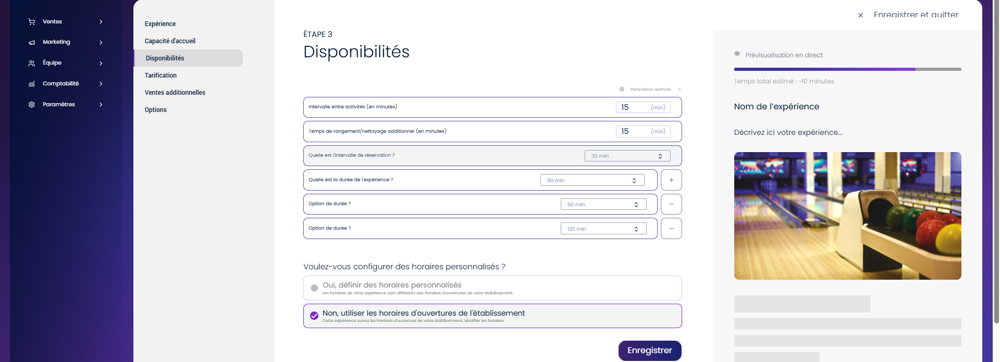 Ventes
Marketing
Équipe
Comptabilité
Paramètres
Expérience
Capacité d'accueil
Disponibilités
Tarification
Ventes additionnelles
Options
ÉTAPE 3
Disponibilités
Paramètres avancés
Intervalle entre activités (en minutes)
15 (min)
Temps de rangement/nettoyage additionnel (en minutes)
15 (min)
Quelle est l'intervalle de réservation ?
30 min
Quelle est la durée de l'expérience ?
90 min
+
Option de durée ?
60 min
−
Option de durée ?
120 min
−
Voulez-vous configurer des horaires personnalisés ?
Oui, définir des horaires personnalisés
Les horaires de cette expérience sont différents des horaires d'ouvertures de votre établissement.
Non, utiliser les horaires d'ouvertures de l'établissement
Cette expérience suivra les horaires d'ouverture de votre établissmeent. Modifier les horaires
Enregistrer
× Enregistrer et quitter
Prévisualisation en direct
Temps total estimé : ~10 minutes
Nom de l’expérience
Décrivez ici votre expérience...